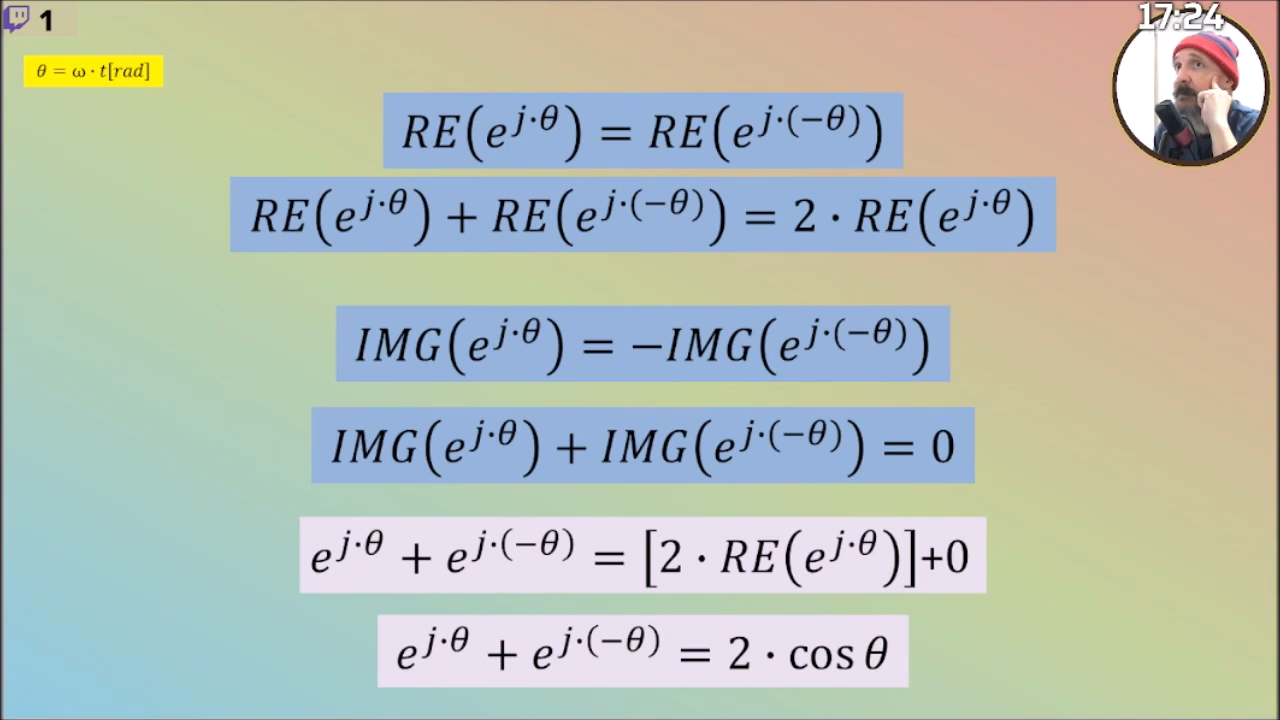 1
17:24
θ = ω · t[rad]
RE(e^{j·θ}) = RE(e^{j·(−θ)})
RE(e^{j·θ}) + RE(e^{j·(−θ)}) = 2 · RE(e^{j·θ})
IMG(e^{j·θ}) = −IMG(e^{j·(−θ)})
IMG(e^{j·θ}) + IMG(e^{j·(−θ)}) = 0
e^{j·θ} + e^{j·(−θ)} = [2 · RE(e^{j·θ})]+0
e^{j·θ} + e^{j·(−θ)} = 2 · cos θ